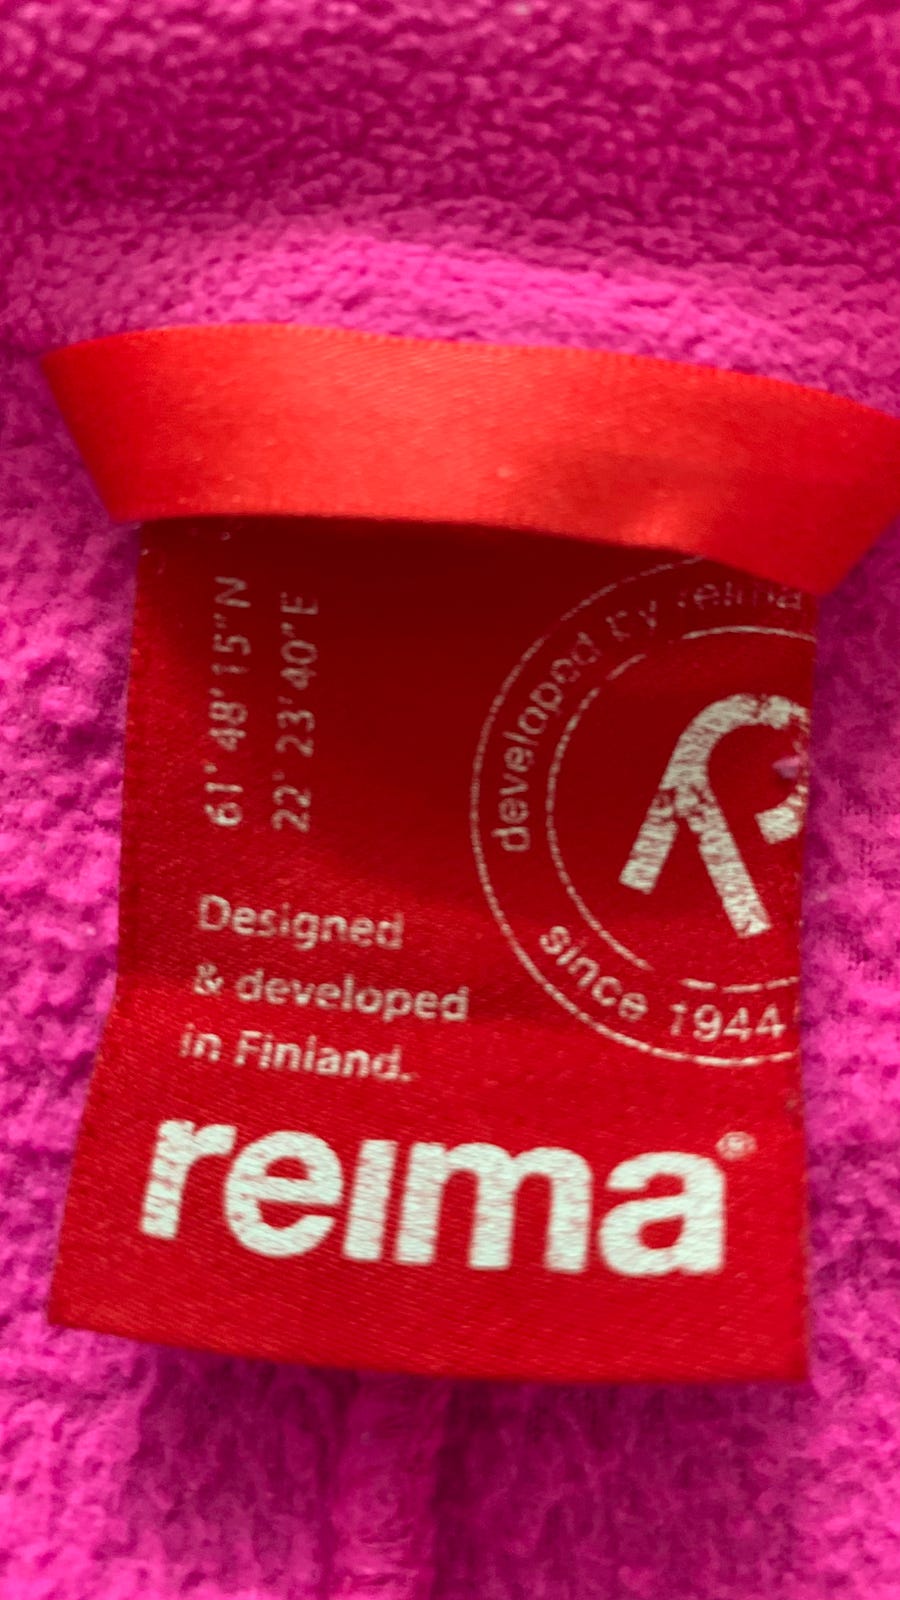 61° 48' 15"N
22° 23' 40"E
developed by reima
since 1944
R
Designed
& developed
in Finland.
reima®